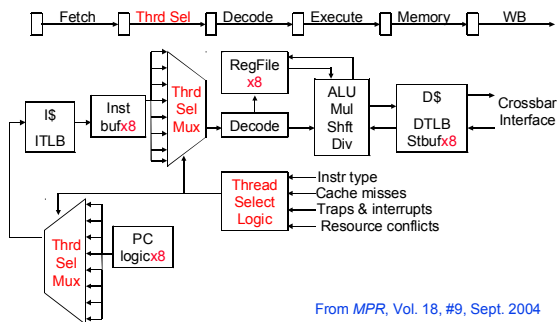 Fetch Thrd Sel Decode Execute Memory WB
I$
ITLB
Inst
bufx8
Thrd
Sel
Mux
RegFile
x8
Decode
ALU
Mul
Shft
Div
D$
DTLB
Stbufx8
Crossbar
Interface
Thread
Select
Logic
Instr type
Cache misses
Traps & interrupts
Resource conflicts
Thrd
Sel
Mux
PC
logicx8
From MPR, Vol. 18, #9, Sept. 2004